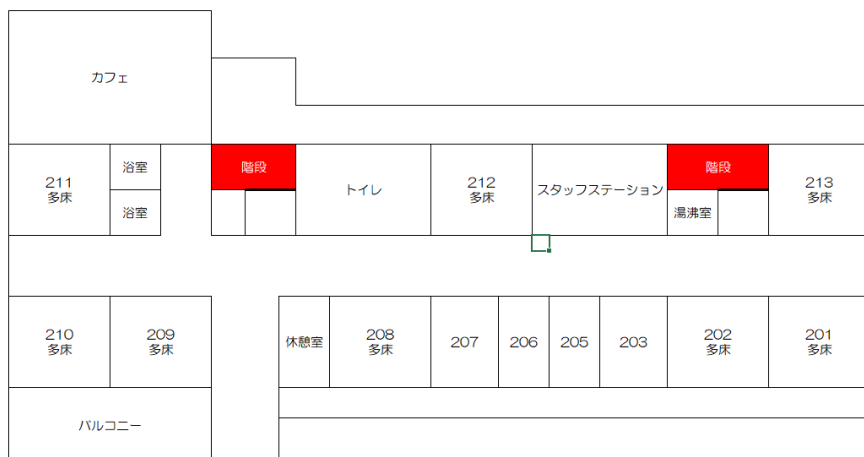 カフェ
211
多床
浴室
浴室
階段
トイレ
212
多床
スタッフステーション
階段
湯沸室
213
多床
210
多床
209
多床
休憩室
208
多床
207
206
205
203
202
多床
201
多床
バルコニー